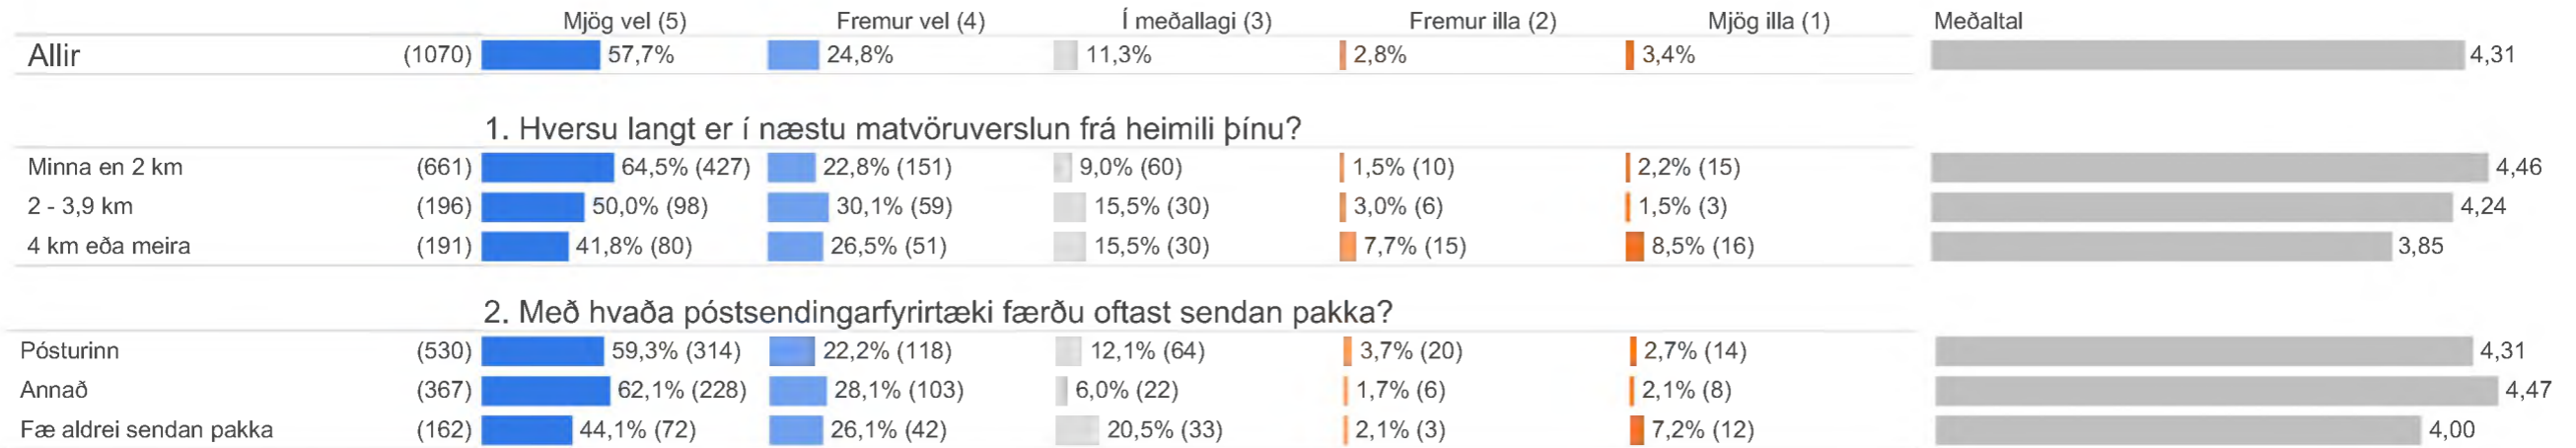 Mjög vel (5) Fremur vel (4) Í meðallagi (3) Fremur illa (2) Mjög illa (1) Meðaltal
Allir (1070) 57,7% 24,8% 11,3% 2,8% 3,4% 4,31
1. Hversu langt er í næstu matvöruverslun frá heimili þínu?
Minna en 2 km (661) 64,5% (427) 22,8% (151) 9,0% (60) 1,5% (10) 2,2% (15) 4,46
2 - 3,9 km (196) 50,0% (98) 30,1% (59) 15,5% (30) 3,0% (6) 1,5% (3) 4,24
4 km eða meira (191) 41,8% (80) 26,5% (51) 15,5% (30) 7,7% (15) 8,5% (16) 3,85
2. Með hvaða póstsendingarfyrirtæki færðu oftast sendan pakka?
Pósturinn (530) 59,3% (314) 22,2% (118) 12,1% (64) 3,7% (20) 2,7% (14) 4,31
Annað (367) 62,1% (228) 28,1% (103) 6,0% (22) 1,7% (6) 2,1% (8) 4,47
Fæ aldrei sendan pakka (162) 44,1% (72) 26,1% (42) 20,5% (33) 2,1% (3) 7,2% (12) 4,00